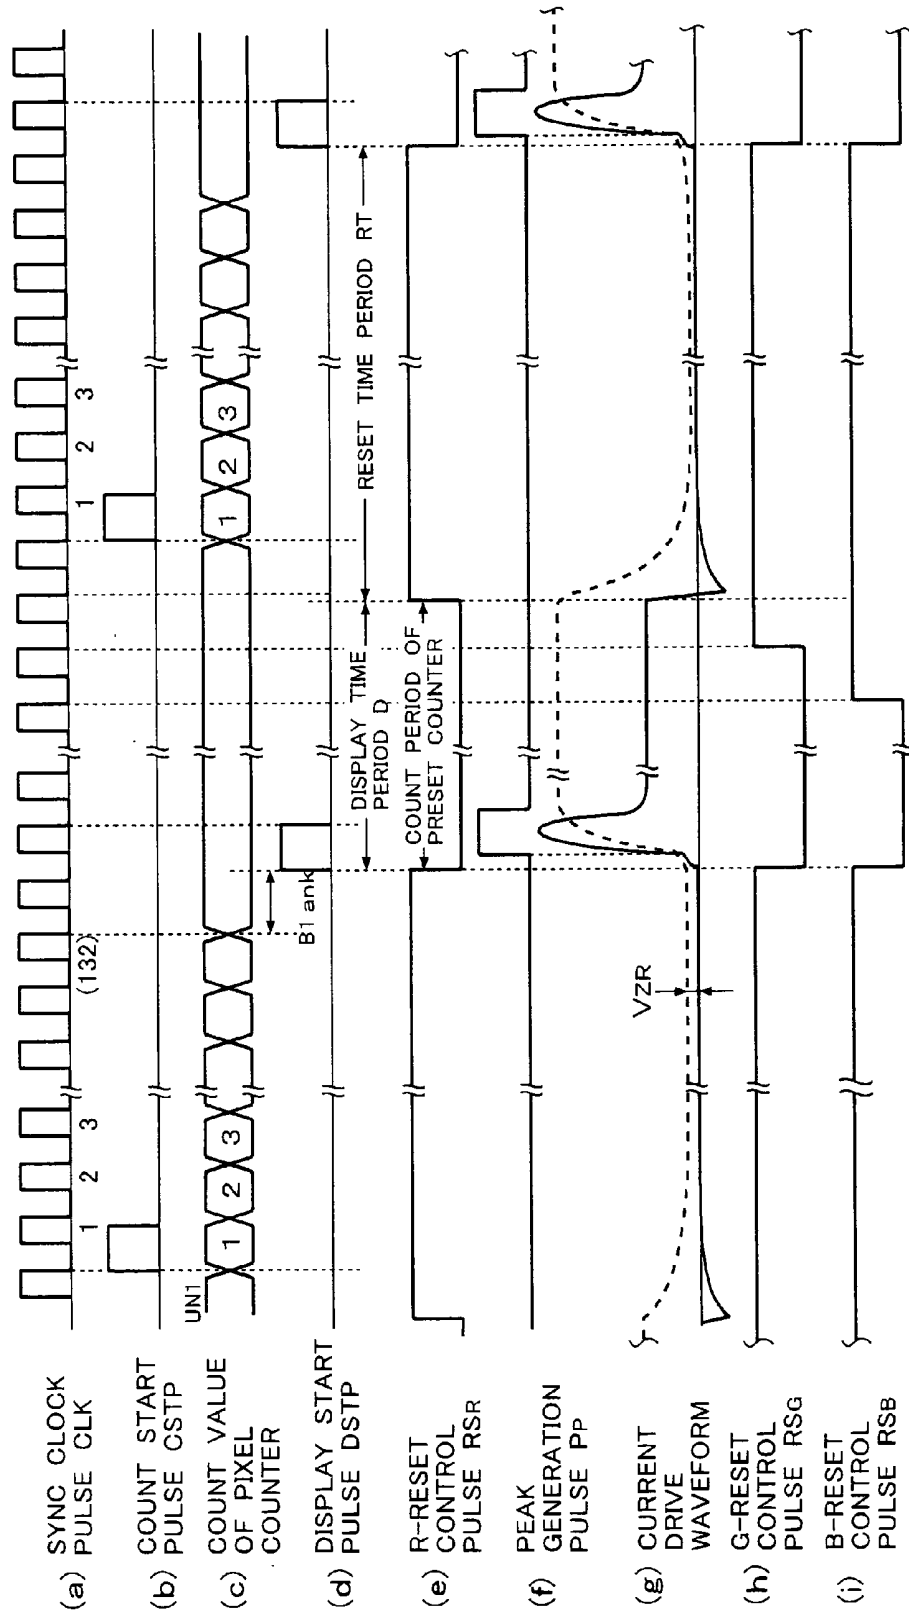 (a) SYNC CLOCK
PULSE CLK
1
2
3
(132)
1
2
3
(b) COUNT START
PULSE CSTP
(c) COUNT VALUE
OF PIXEL
COUNTER
UN1
1
2
3
1
2
3
(d) DISPLAY START
PULSE DSTP
Blank
DISPLAY TIME
PERIOD D
RESET TIME PERIOD RT
(e) R-RESET
CONTROL
PULSE RSR
COUNT PERIOD OF
PRESET COUNTER
(f) PEAK
GENERATION
PULSE PP
(g) CURRENT
DRIVE
WAVEFORM
VZR
(h) G-RESET
CONTROL
PULSE RSG
(i) B-RESET
CONTROL
PULSE RSB